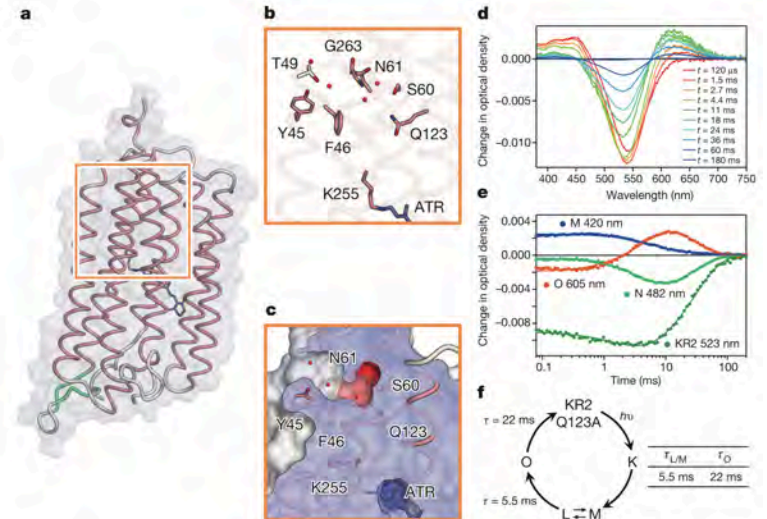 a
b
G263
T49
N61
S60
Y45
F46
Q123
K255
ATR
c
N61
S60
Y45
F46
Q123
K255
ATR
d
Change in optical density
0.000
−0.005
−0.010
t = 120 μs
t = 1.5 ms
t = 2.7 ms
t = 4.4 ms
t = 11 ms
t = 18 ms
t = 24 ms
t = 36 ms
t = 60 ms
t = 180 ms
400 450 500 550 600 650 700 750
Wavelength (nm)
e
Change in optical density
0.004
0.000
−0.004
−0.008
M 420 nm
O 605 nm
N 482 nm
KR2 523 nm
0.1 1 10 100
Time (ms)
f
τ = 22 ms
KR2
Q123A
hυ
O
K
τ = 5.5 ms
L ⇄ M
τL/M τO
5.5 ms 22 ms